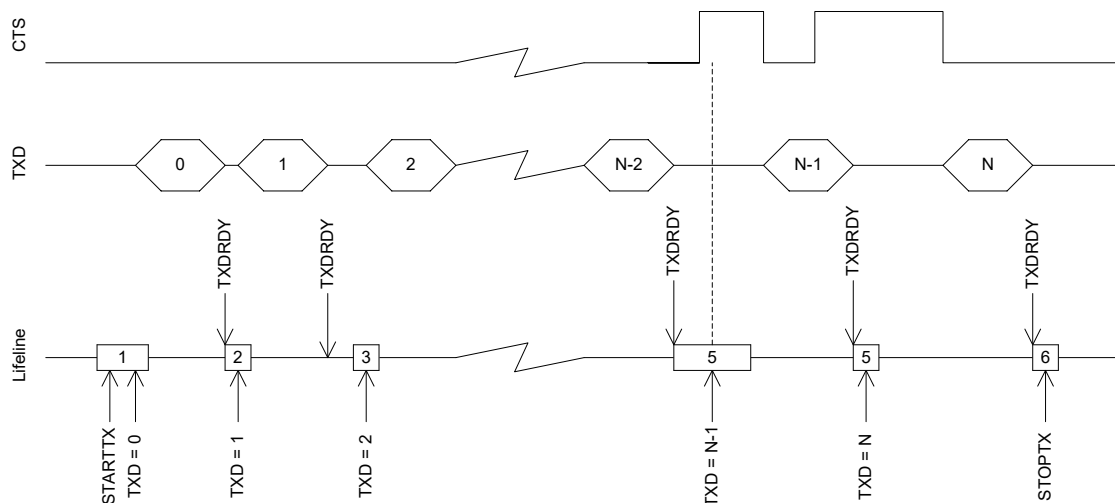 CTS
TXD
0
1
2
N-2
N-1
N
TXDRDY
TXDRDY
TXDRDY
TXDRDY
TXDRDY
Lifeline
1
2
3
5
5
6
STARTTX
TXD = 0
TXD = 1
TXD = 2
TXD = N-1
TXD = N
STOPTX